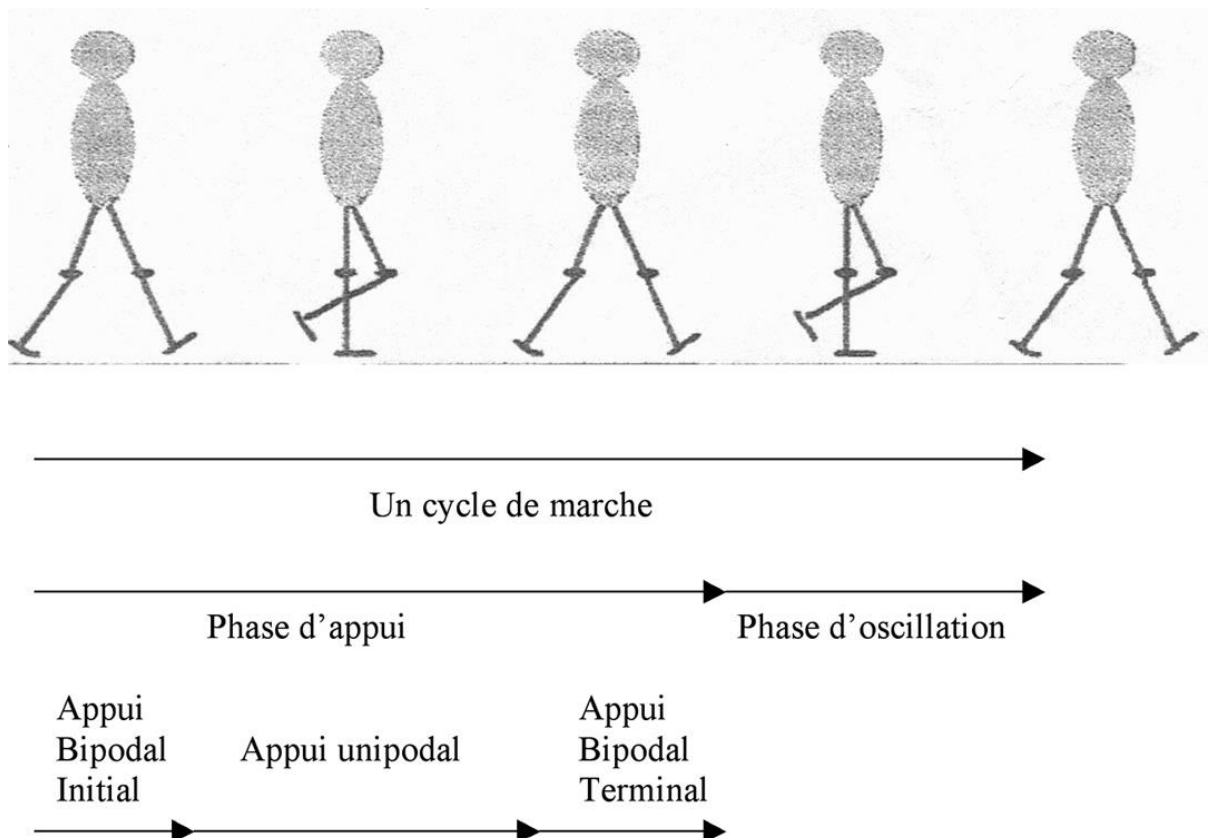 Un cycle de marche
Phase d’appui
Phase d’oscillation
Appui
Bipodal
Initial
Appui unipodal
Appui
Bipodal
Terminal